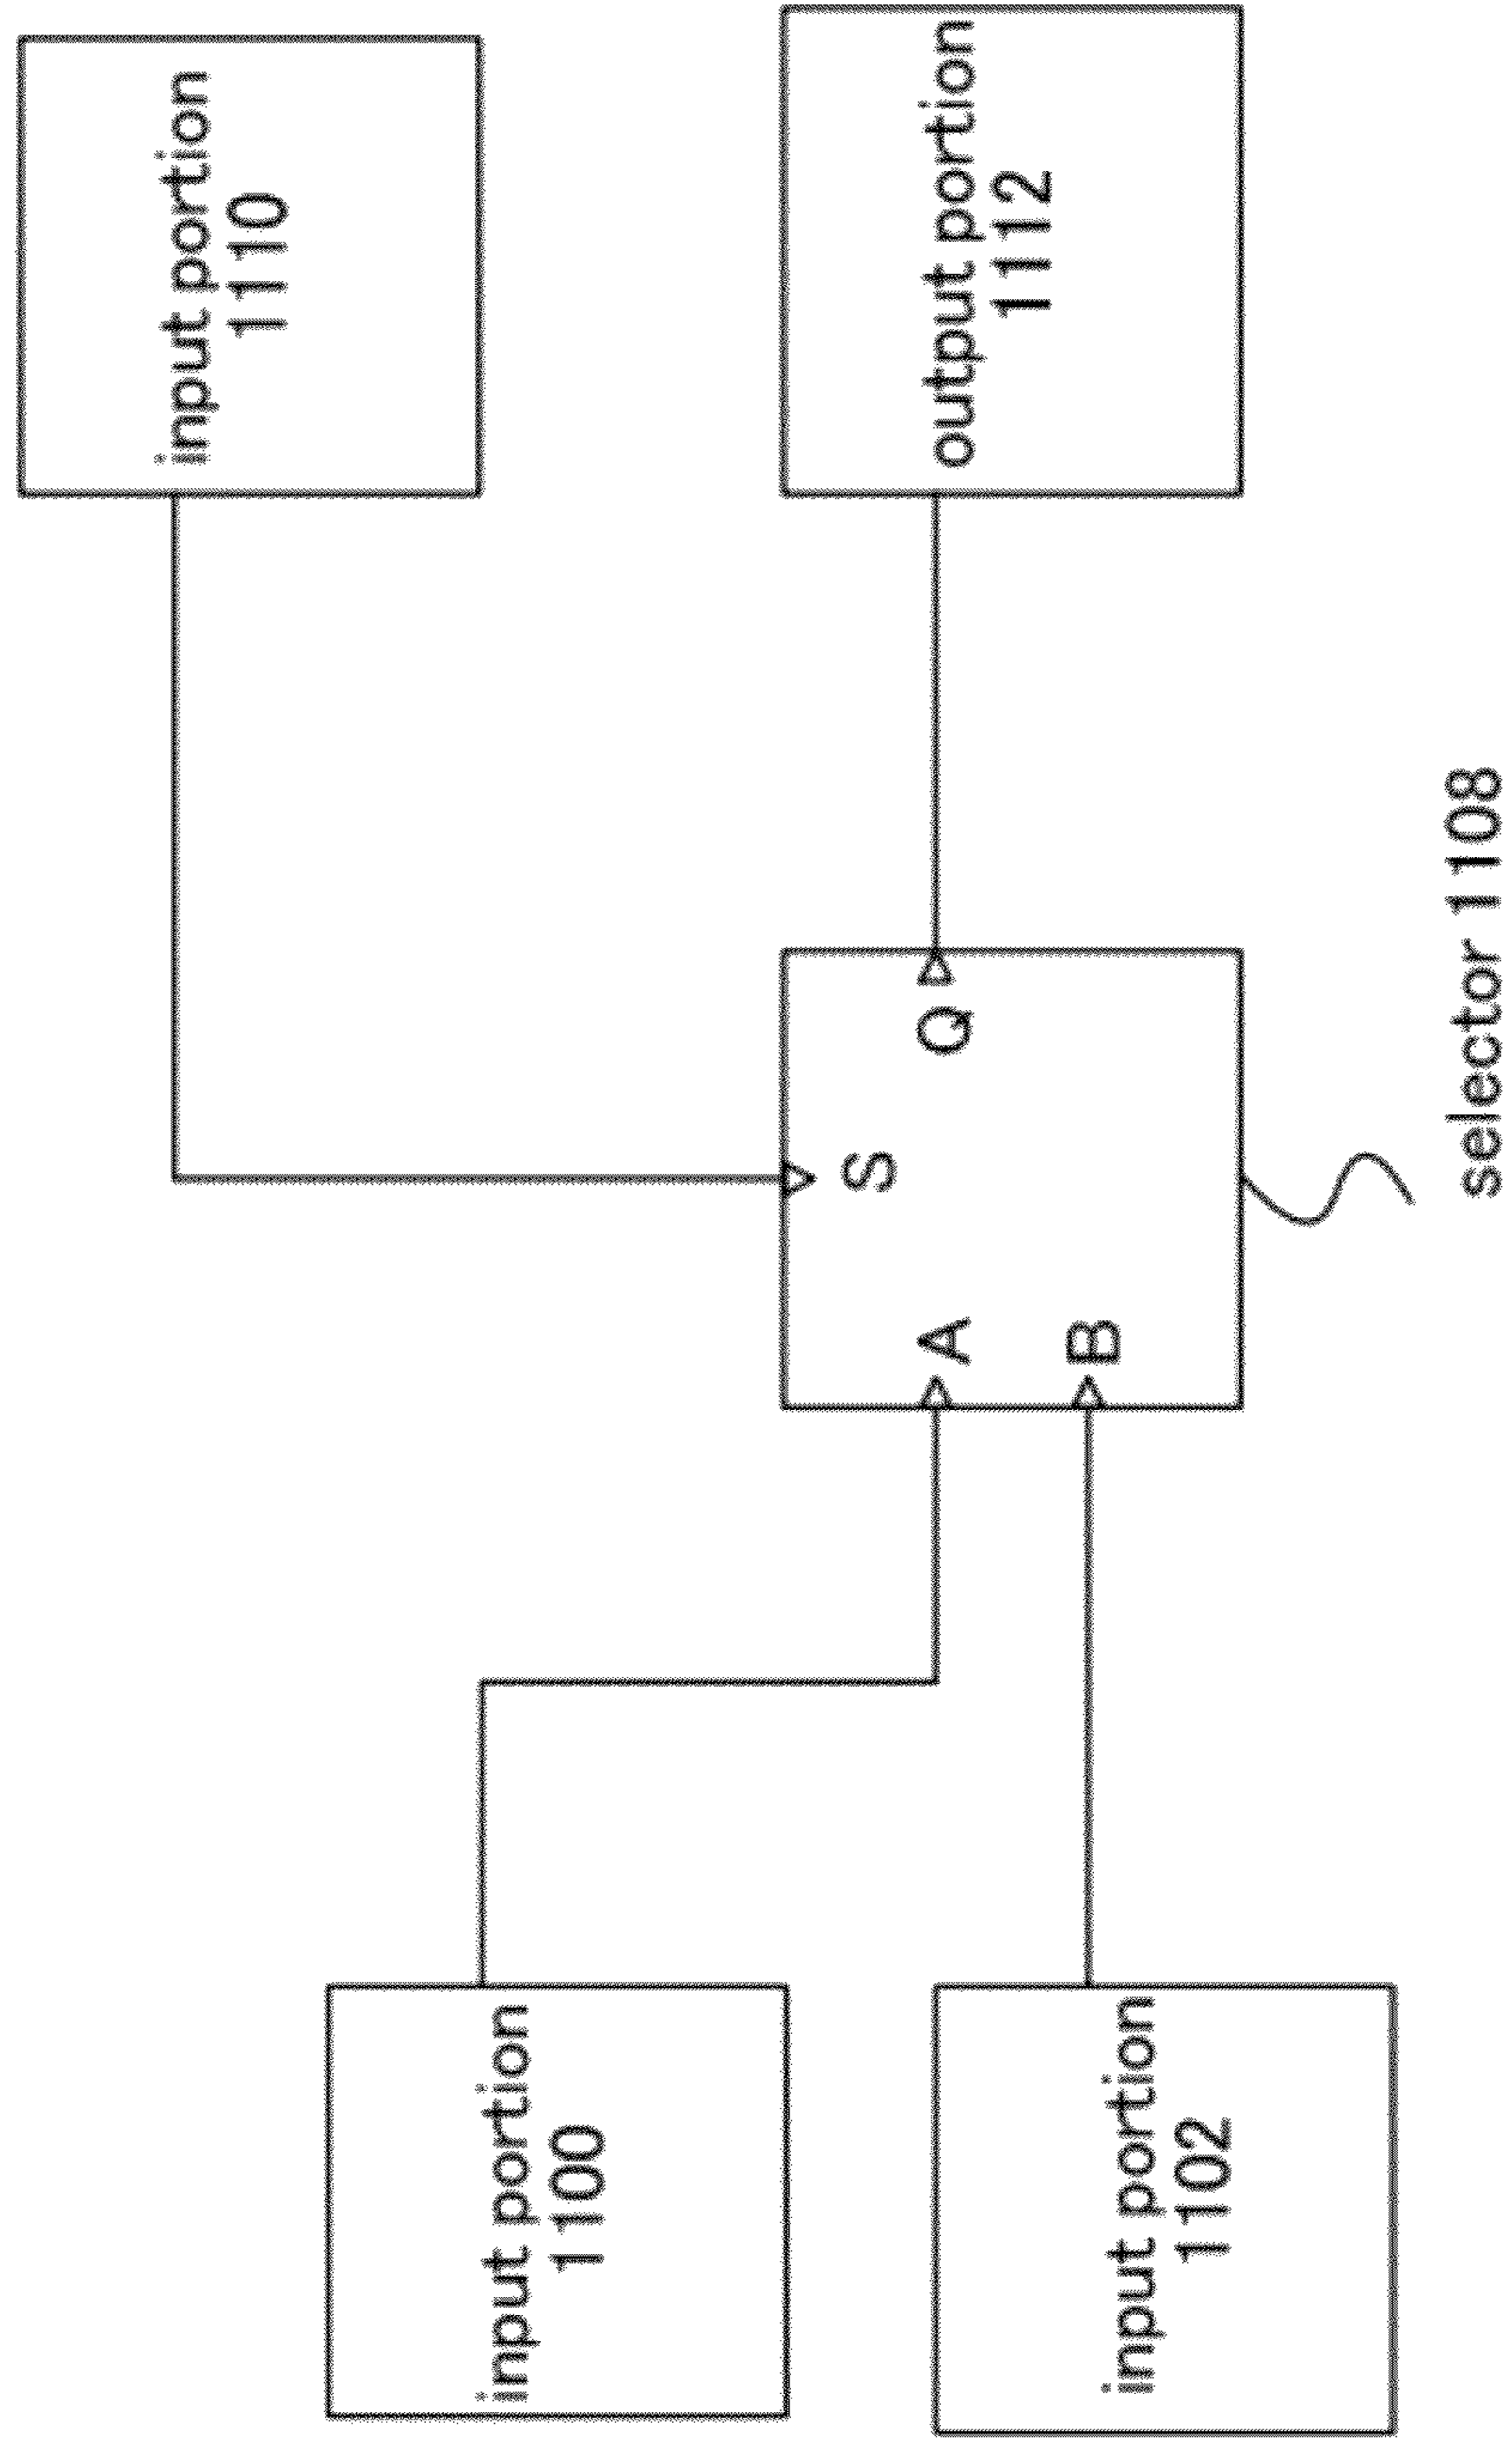 input portion
1110
input portion
1100
S
A
Q
output portion
1112
B
input portion
1102
selector 1108